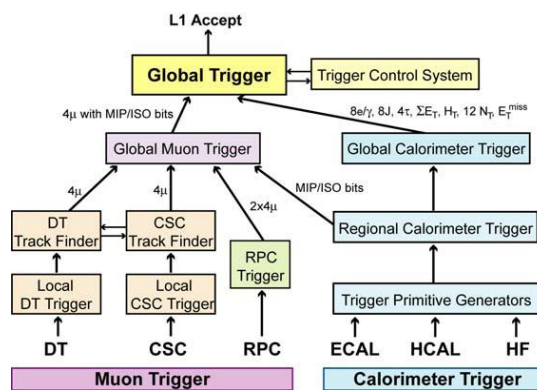 L1 Accept
Global Trigger
Trigger Control System
4μ with MIP/ISO bits
8e/γ, 8J, 4τ, ΣE_T, H_T, 12 N_T, E_T^miss
Global Muon Trigger
Global Calorimeter Trigger
4μ
4μ
2x4μ
MIP/ISO bits
DT
Track Finder
CSC
Track Finder
RPC
Trigger
Regional Calorimeter Trigger
Local
DT Trigger
Local
CSC Trigger
Trigger Primitive Generators
DT
CSC
RPC
ECAL
HCAL
HF
Muon Trigger
Calorimeter Trigger